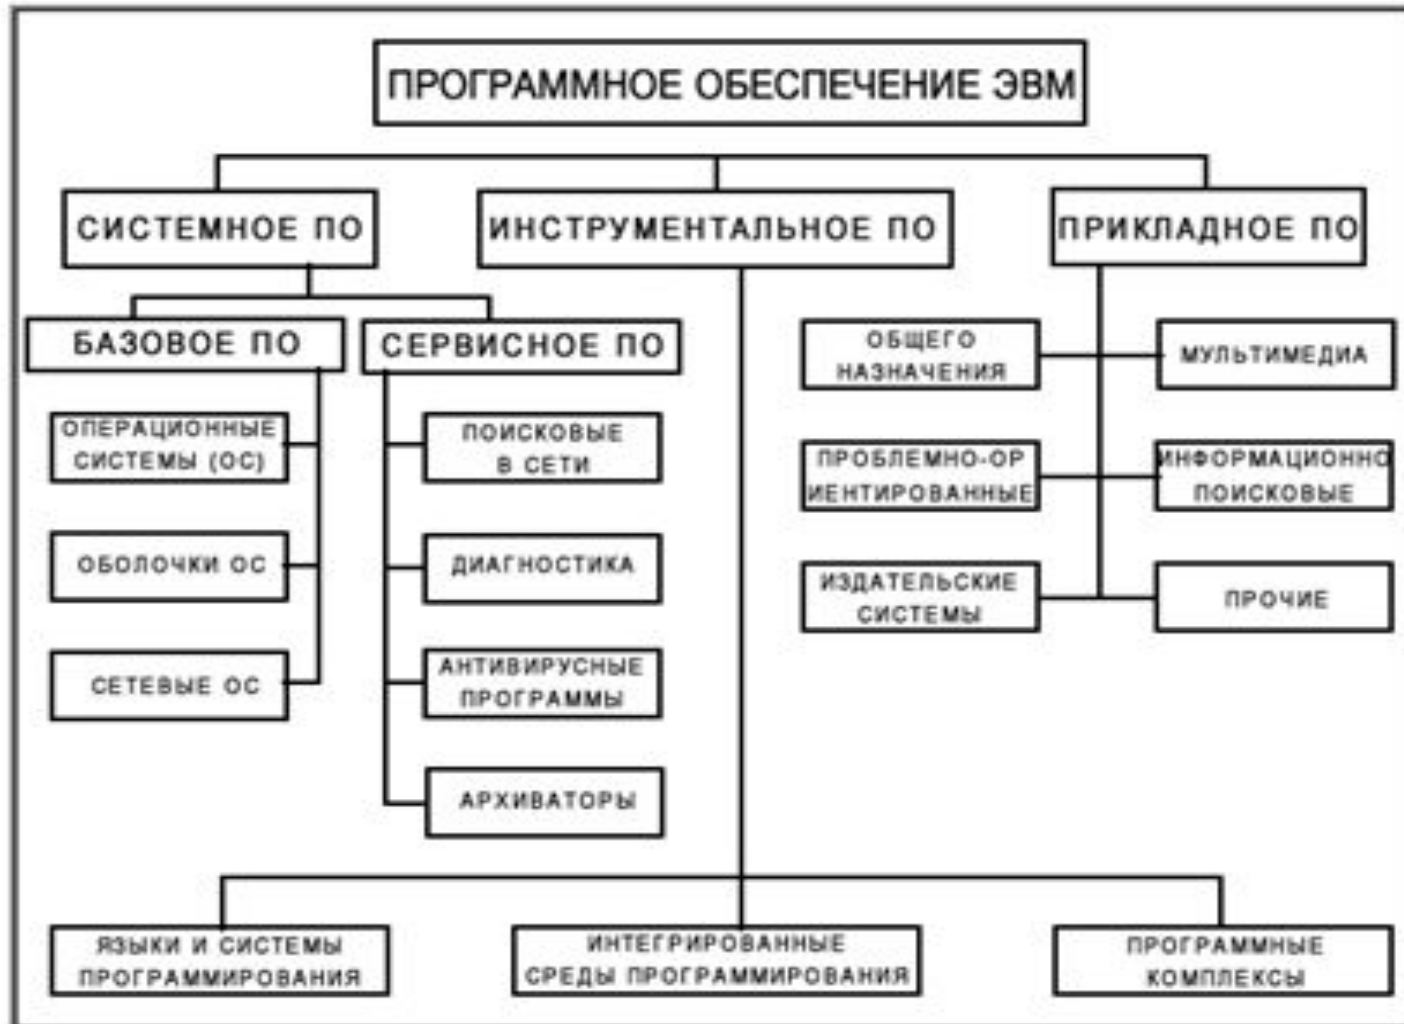 ПРОГРАММНОЕ ОБЕСПЕЧЕНИЕ ЭВМ
СИСТЕМНОЕ ПО
ИНСТРУМЕНТАЛЬНОЕ ПО
ПРИКЛАДНОЕ ПО
БАЗОВОЕ ПО
СЕРВИСНОЕ ПО
ОПЕРАЦИОННЫЕ
СИСТЕМЫ (ОС)
ОБОЛОЧКИ ОС
СЕТЕВЫЕ ОС
ПОИСКОВЫЕ
В СЕТИ
ДИАГНОСТИКА
АНТИВИРУСНЫЕ
ПРОГРАММЫ
АРХИВАТОРЫ
ОБЩЕГО
НАЗНАЧЕНИЯ
МУЛЬТИМЕДИА
ПРОБЛЕМНО-ОР
ИЕНТИРОВАННЫЕ
ИНФОРМАЦИОННО
ПОИСКОВЫЕ
ИЗДАТЕЛЬСКИЕ
СИСТЕМЫ
ПРОЧИЕ
ЯЗЫКИ И СИСТЕМЫ
ПРОГРАММИРОВАНИЯ
ИНТЕГРИРОВАННЫЕ
СРЕДЫ ПРОГРАММИРОВАНИЯ
ПРОГРАММНЫЕ
КОМПЛЕКСЫ